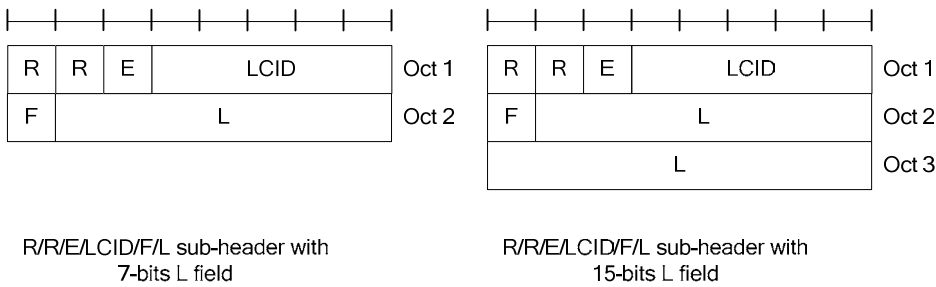 R R E LCID Oct 1
F L Oct 2
R/R/E/LCID/F/L sub-header with
7-bits L field
R R E LCID Oct 1
F L Oct 2
L Oct 3
R/R/E/LCID/F/L sub-header with
15-bits L field